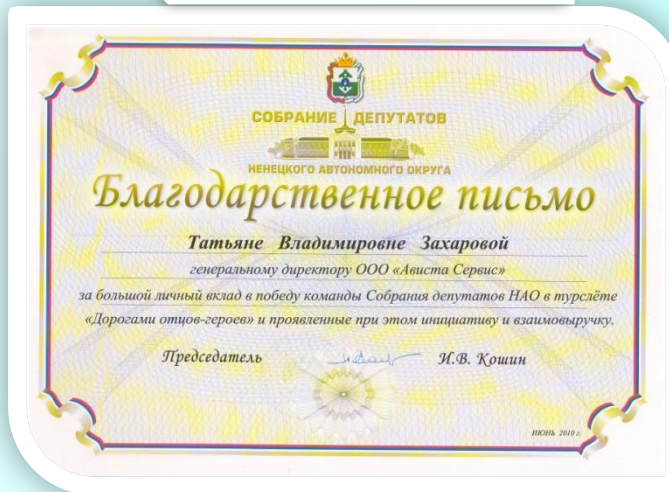 СОБРАНИЕ ДЕПУТАТОВ
НЕНЕЦКОГО АВТОНОМНОГО ОКРУГА
Благодарственное письмо
Татьяне Владимировне Захаровой
генеральному директору ООО «Ависта Сервис»
за большой личный вклад в победу команды Собрания депутатов НАО в турслёте
«Дорогами отцов-героев» и проявленные при этом инициативу и взаимовыручку.
Председатель И.В. Кошин
ИЮНЬ 2010 г.